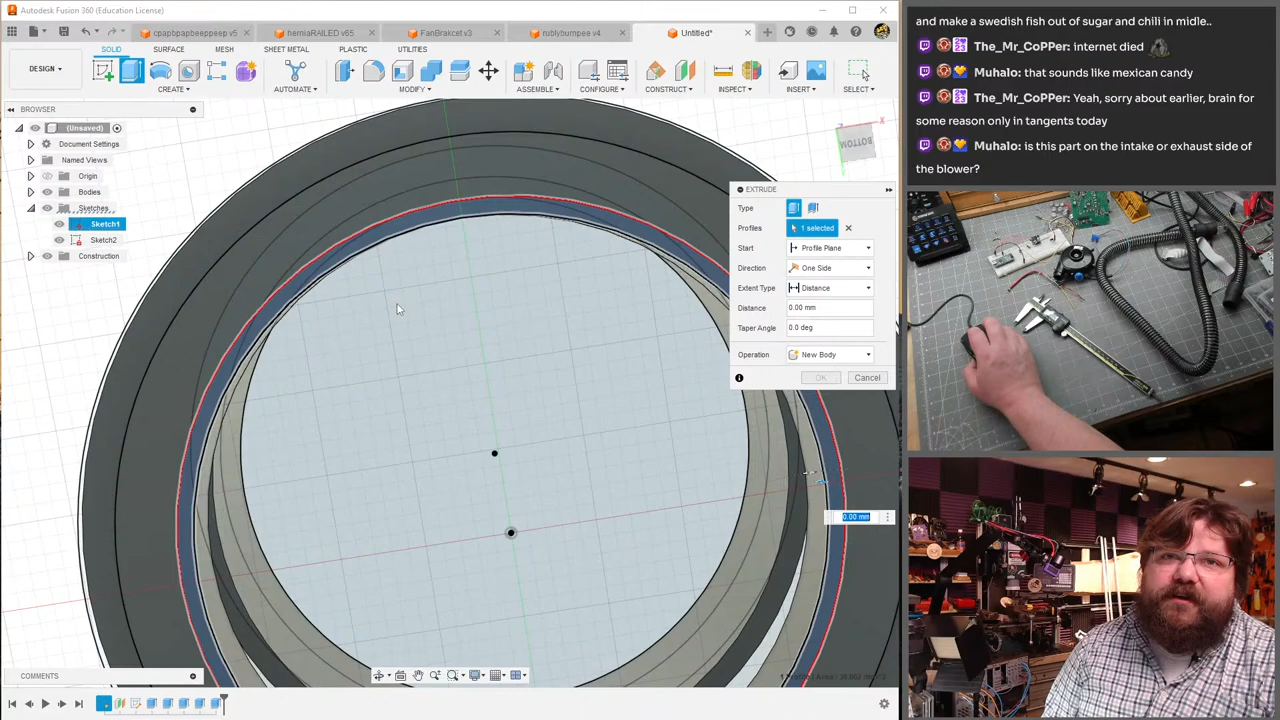 Autodesk Fusion 360 (Education License)
cpapbpapbeeppeep v5
hemiaRAILED v65
FanBrakcet v3
rublybumpee v4
Untitled*
SOLID
SURFACE
MESH
SHEET METAL
PLASTIC
UTILITIES
DESIGN
CREATE
AUTOMATE
MODIFY
ASSEMBLE
CONFIGURE
CONSTRUCT
INSPECT
INSERT
SELECT
BROWSER
(Unsaved)
Document Settings
Named Views
Origin
Bodies
Sketches
Sketch1
Sketch2
Construction
BOTTOM
X
EXTRUDE
Type
Profiles
1 selected
Start
Profile Plane
Direction
One Side
Extent Type
Distance
Distance
0.00 mm
Taper Angle
0.0 deg
Operation
New Body
OK
Cancel
0.00 mm
COMMENTS
and make a swedish fish out of sugar and chili in midle..
The_Mr_CoPPer: internet died
Muhalo: that sounds like mexican candy
The_Mr_CoPPer: Yeah, sorry about earlier, brain for
some reason only in tangents today
Muhalo: is this part on the intake or exhaust side of
the blower?